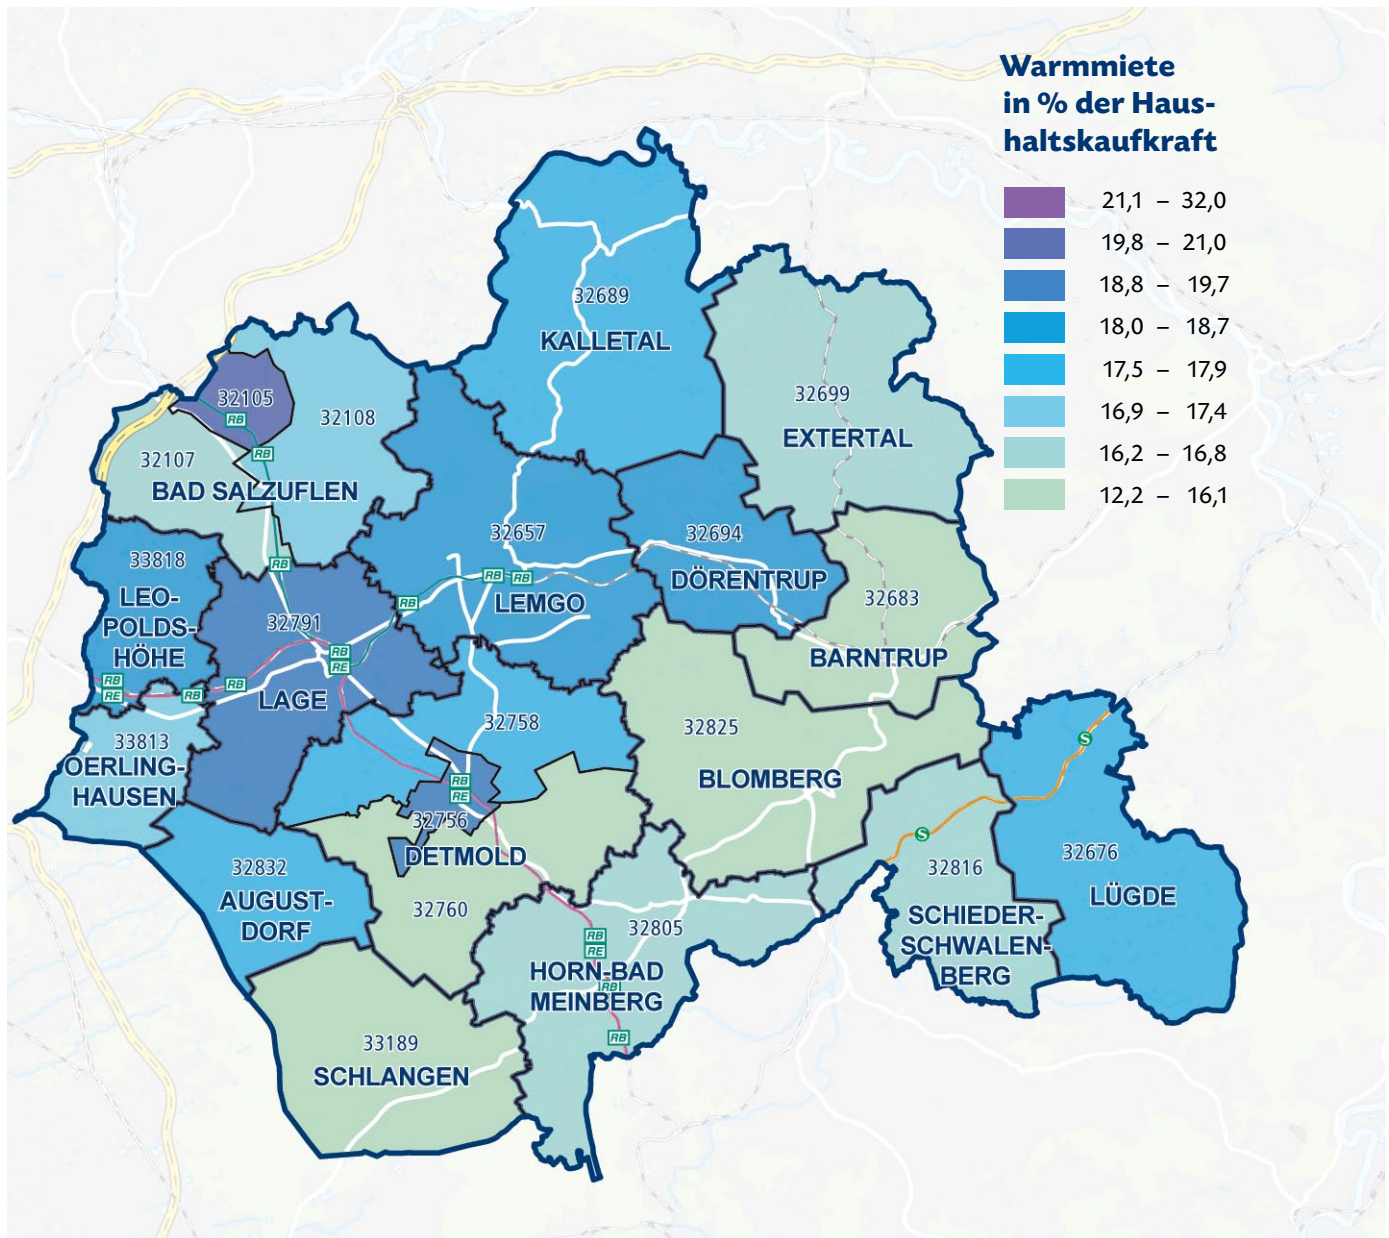 Warmmiete
in % der Haus-
haltskaufkraft
21,1 – 32,0
19,8 – 21,0
18,8 – 19,7
18,0 – 18,7
17,5 – 17,9
16,9 – 17,4
16,2 – 16,8
12,2 – 16,1
32689
KALLETAL
32699
EXTERTAL
32105
RB
32108
RB
32107
BAD SALZUFLEN
32657
RB RB
LEMGO
32694
DÖRENTRUP
33818
LEO-
POLDS-
HÖHE
RB
RB
32683
BARNTRUP
32791
RB
RE
LAGE
RB
RE
RB
RB
33813
OERLING-
HAUSEN
32758
32825
BLOMBERG
S
RB
RE
32756
DETMOLD
32760
S
32816
SCHIEDER-
SCHWALEN-
BERG
32676
LÜGDE
32832
AUGUST-
DORF
32805
RB
RE
HORN-BAD
RB
MEINBERG
RB
33189
SCHLANGEN